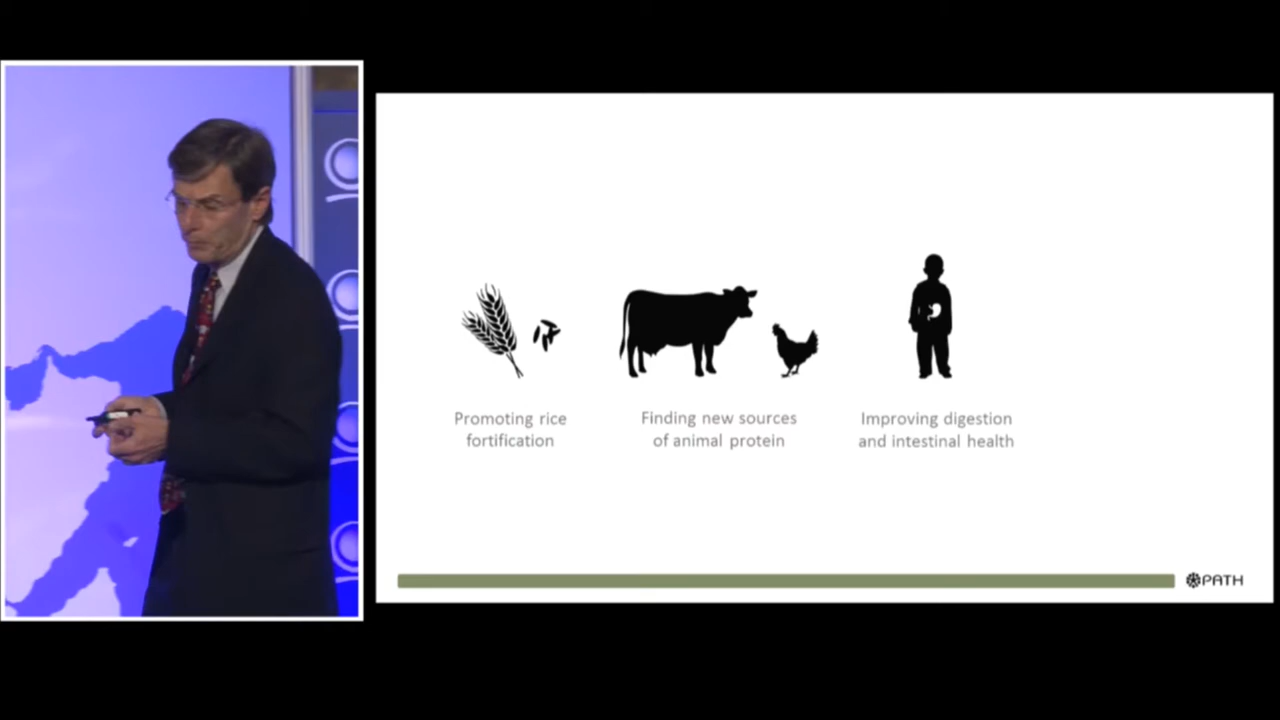 Promoting rice
fortification
Finding new sources
of animal protein
Improving digestion
and intestinal health
PATH